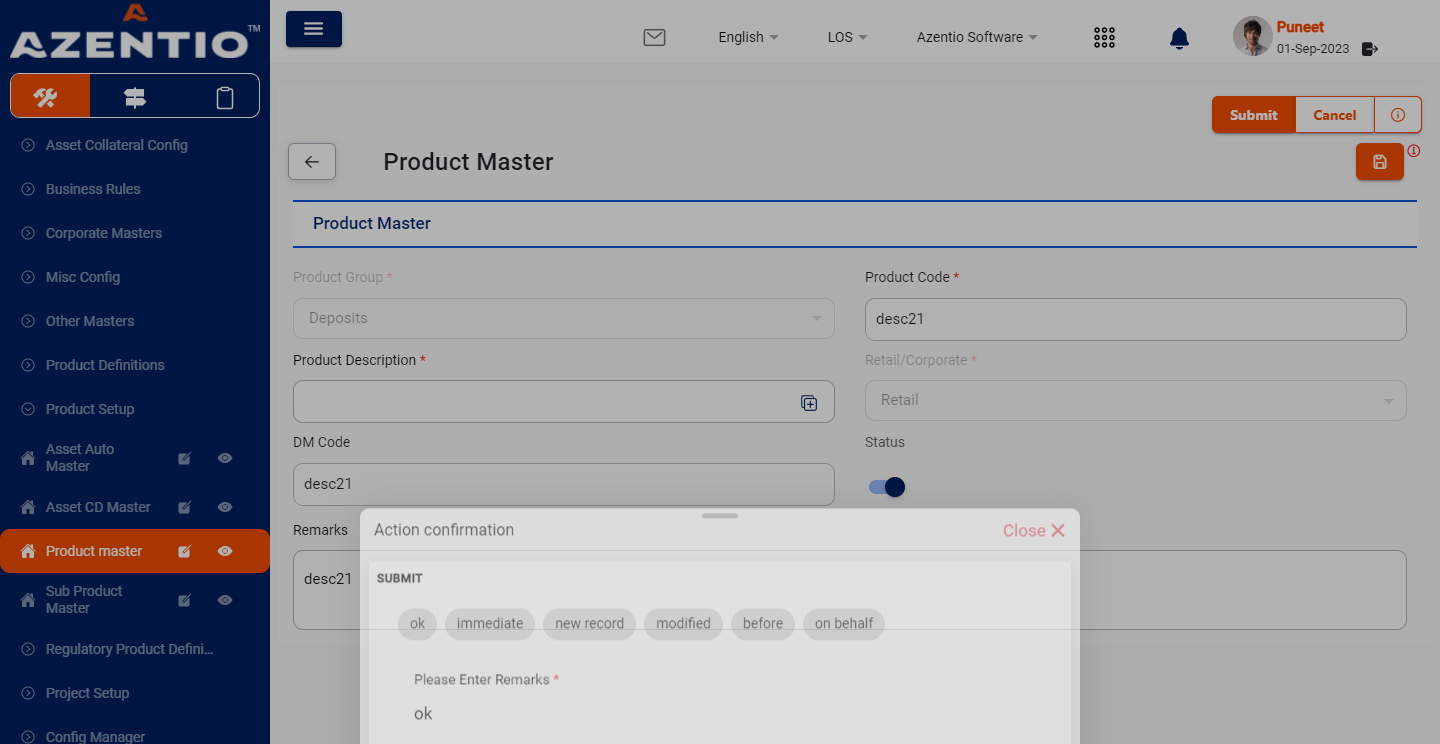 AZENTIO™
English
LOS
Azentio Software
Puneet
01-Sep-2023
Submit
Cancel
Product Master
Product Master
Asset Collateral Config
Business Rules
Corporate Masters
Misc Config
Other Masters
Product Definitions
Product Setup
Asset Auto
Master
Asset CD Master
Product master
Sub Product
Master
Regulatory Product Defini...
Project Setup
Config Manager
Product Group *
Deposits
Product Code *
desc21
Product Description *
Retail/Corporate *
Retail
DM Code
desc21
Status
Remarks
desc21
Action confirmation
Close
SUBMIT
ok
immediate
new record
modified
before
on behalf
Please Enter Remarks *
ok